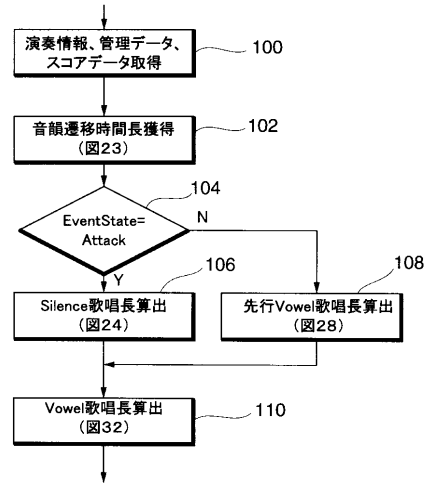 演奏情報、管理データ、
スコアデータ取得
100
音韻遷移時間長獲得
(図23)
102
104
EventState=
Attack
N
Y
106
Silence歌唱長算出
(図24)
108
先行Vowel歌唱長算出
(図28)
Vowel歌唱長算出
(図32)
110